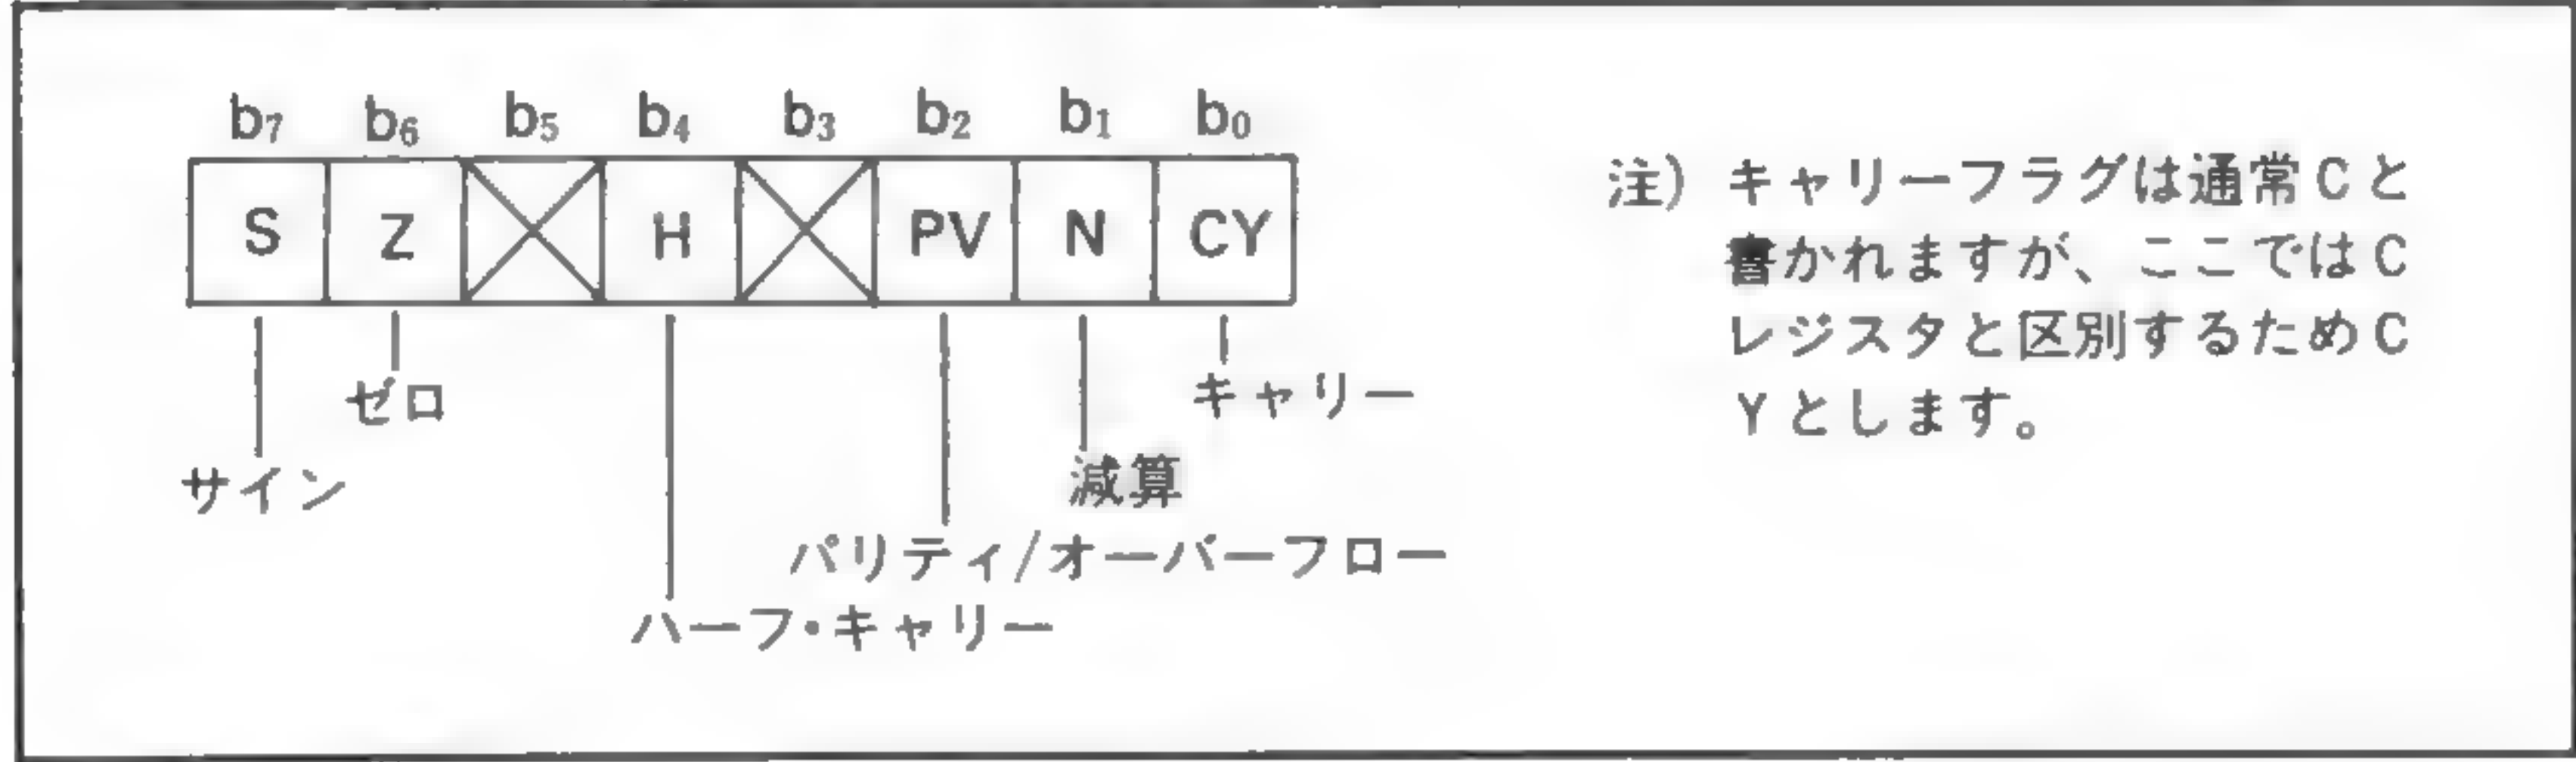 b7 b6 b5 b4 b3 b2 b1 b0
S Z H PV N CY
ゼロ
キャリー
サイン
減算
パリティ/オーバーフロー
ハーフ・キャリー
注) キャリーフラグは通常Cと
書かれますが、ここではC
レジスタと区別するためC
Yとします。